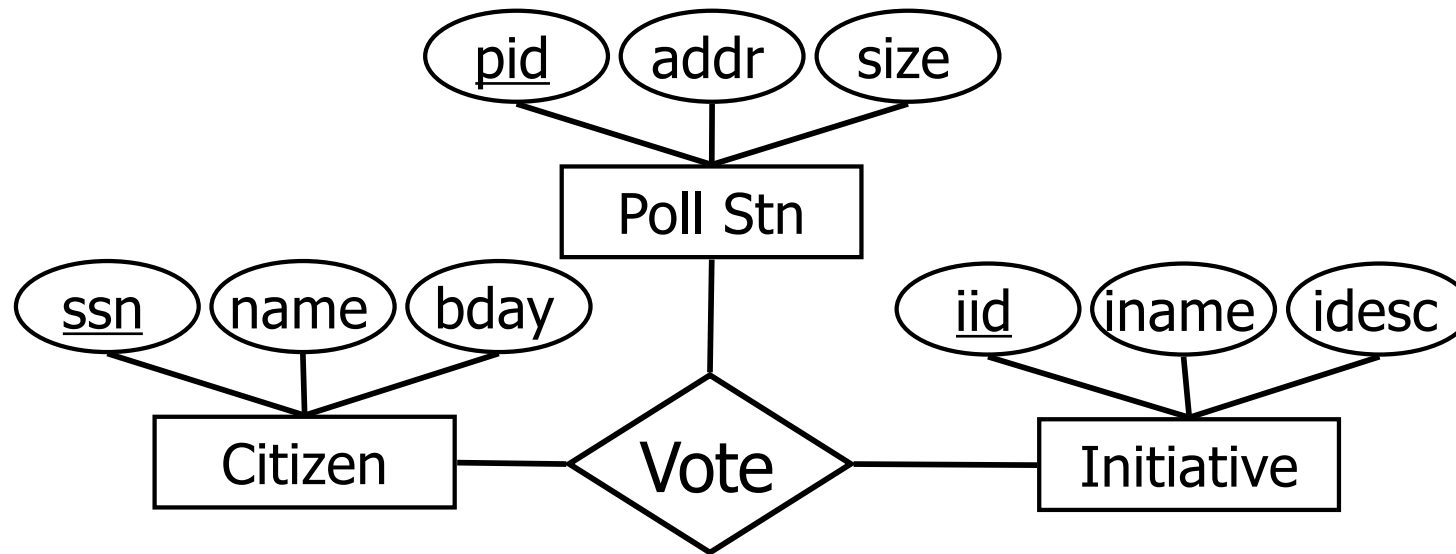 pid addr size
Poll Stn
ssn name bday
iid iname idesc
Citizen
Vote
Initiative